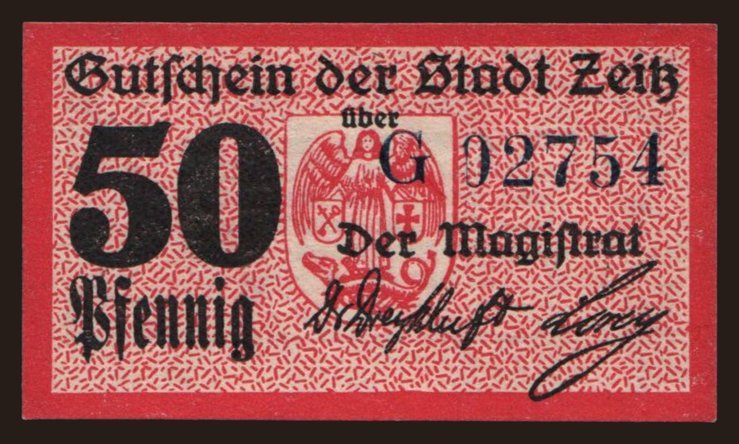 Gutschein der Stadt Zeitz
über
50
G 02754
Pfennig
Der Magistrat